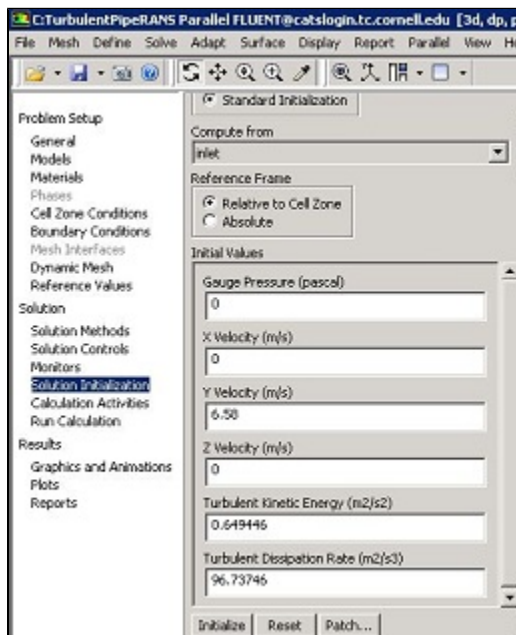 C:TurbulentPipeRANS Parallel FLUENT@catslogin.tc.cornell.edu [3d, dp, p
File Mesh Define Solve Adapt Surface Display Report Parallel View He
Standard Initialization
Problem Setup
General
Models
Materials
Phases
Cell Zone Conditions
Boundary Conditions
Mesh Interfaces
Dynamic Mesh
Reference Values
Solution
Solution Methods
Solution Controls
Monitors
Solution Initialization
Calculation Activities
Run Calculation
Results
Graphics and Animations
Plots
Reports
Compute from
inlet
Reference Frame
Relative to Cell Zone
Absolute
Initial Values
Gauge Pressure (pascal)
0
X Velocity (m/s)
0
Y Velocity (m/s)
6.58
Z Velocity (m/s)
0
Turbulent Kinetic Energy (m2/s2)
0.649446
Turbulent Dissipation Rate (m2/s3)
96.73746
Initialize Reset Patch...